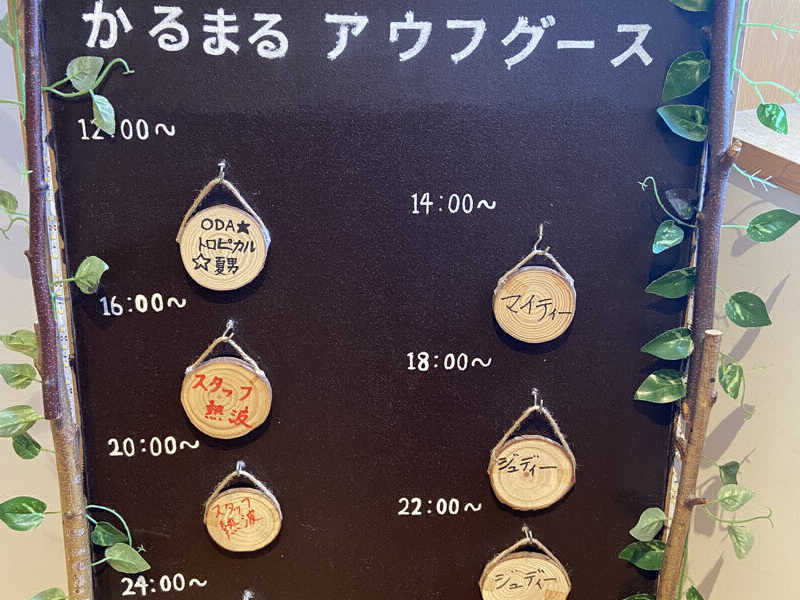 かるまる アウフグース
12:00～
ODA★
トロピカル
☆夏男
14:00～
マイティー
16:00～
スタッフ
熱波
18:00～
ジュディー
20:00～
スタッフ
熱波
22:00～
ジュディー
24:00～